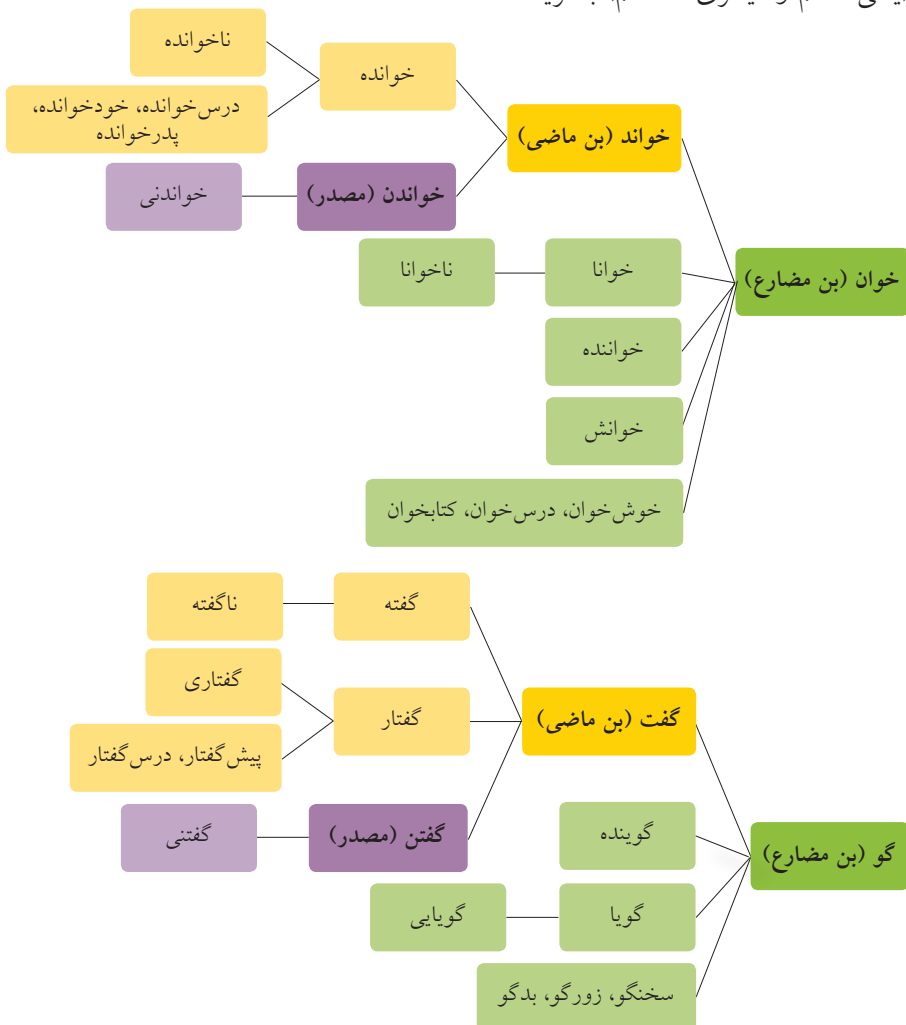 ناخوانده
خوانده
درس‌خوانده، خودخوانده،
پدرخوانده
خواند (بن ماضی)
خواندن (مصدر)
خواندنی
خوان (بن مضارع)
خوانا
ناخوانا
خواننده
خوانش
خوش‌خوان، درس‌خوان، کتابخوان
گفته
ناگفته
گفتاری
گفتار
پیش‌گفتار، درس‌گفتار
گفت (بن ماضی)
گفتن (مصدر)
گفتنی
گو (بن مضارع)
گوینده
گویا
گویایی
سخنگو، زورگو، بدگو